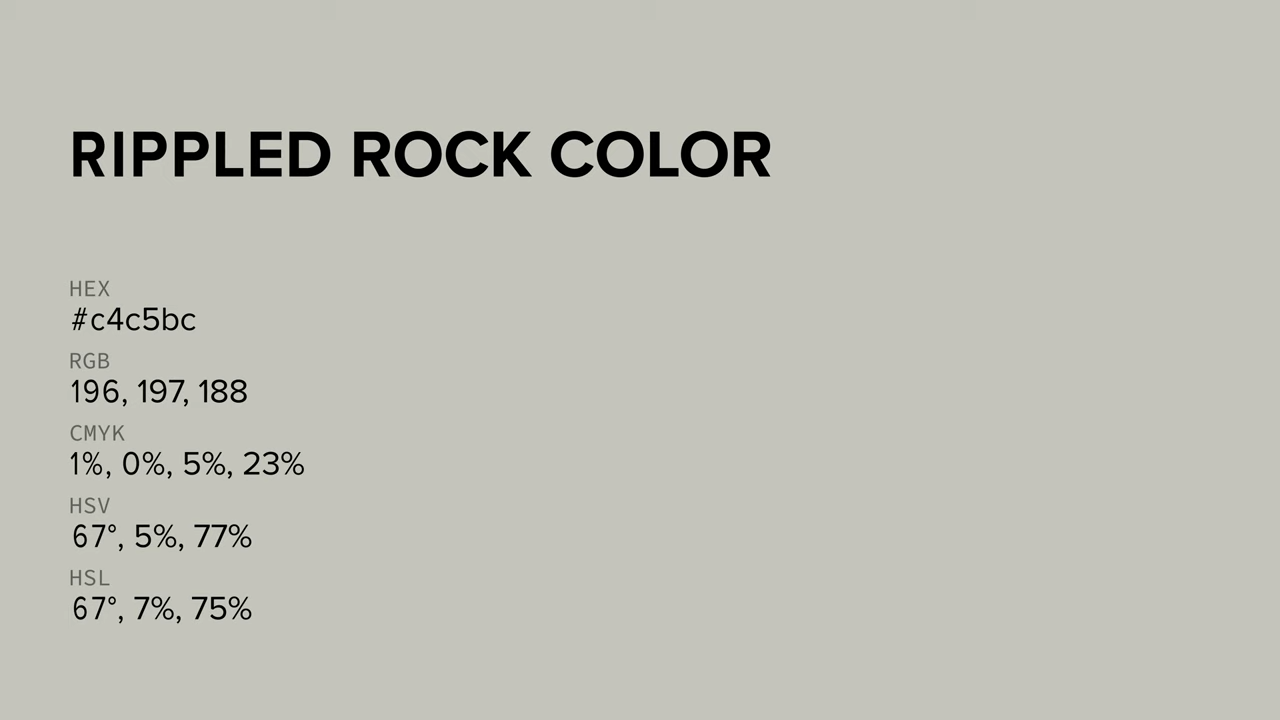 RIPPLED ROCK COLOR
HEX
#c4c5bc
RGB
196, 197, 188
CMYK
1%, 0%, 5%, 23%
HSV
67°, 5%, 77%
HSL
67°, 7%, 75%